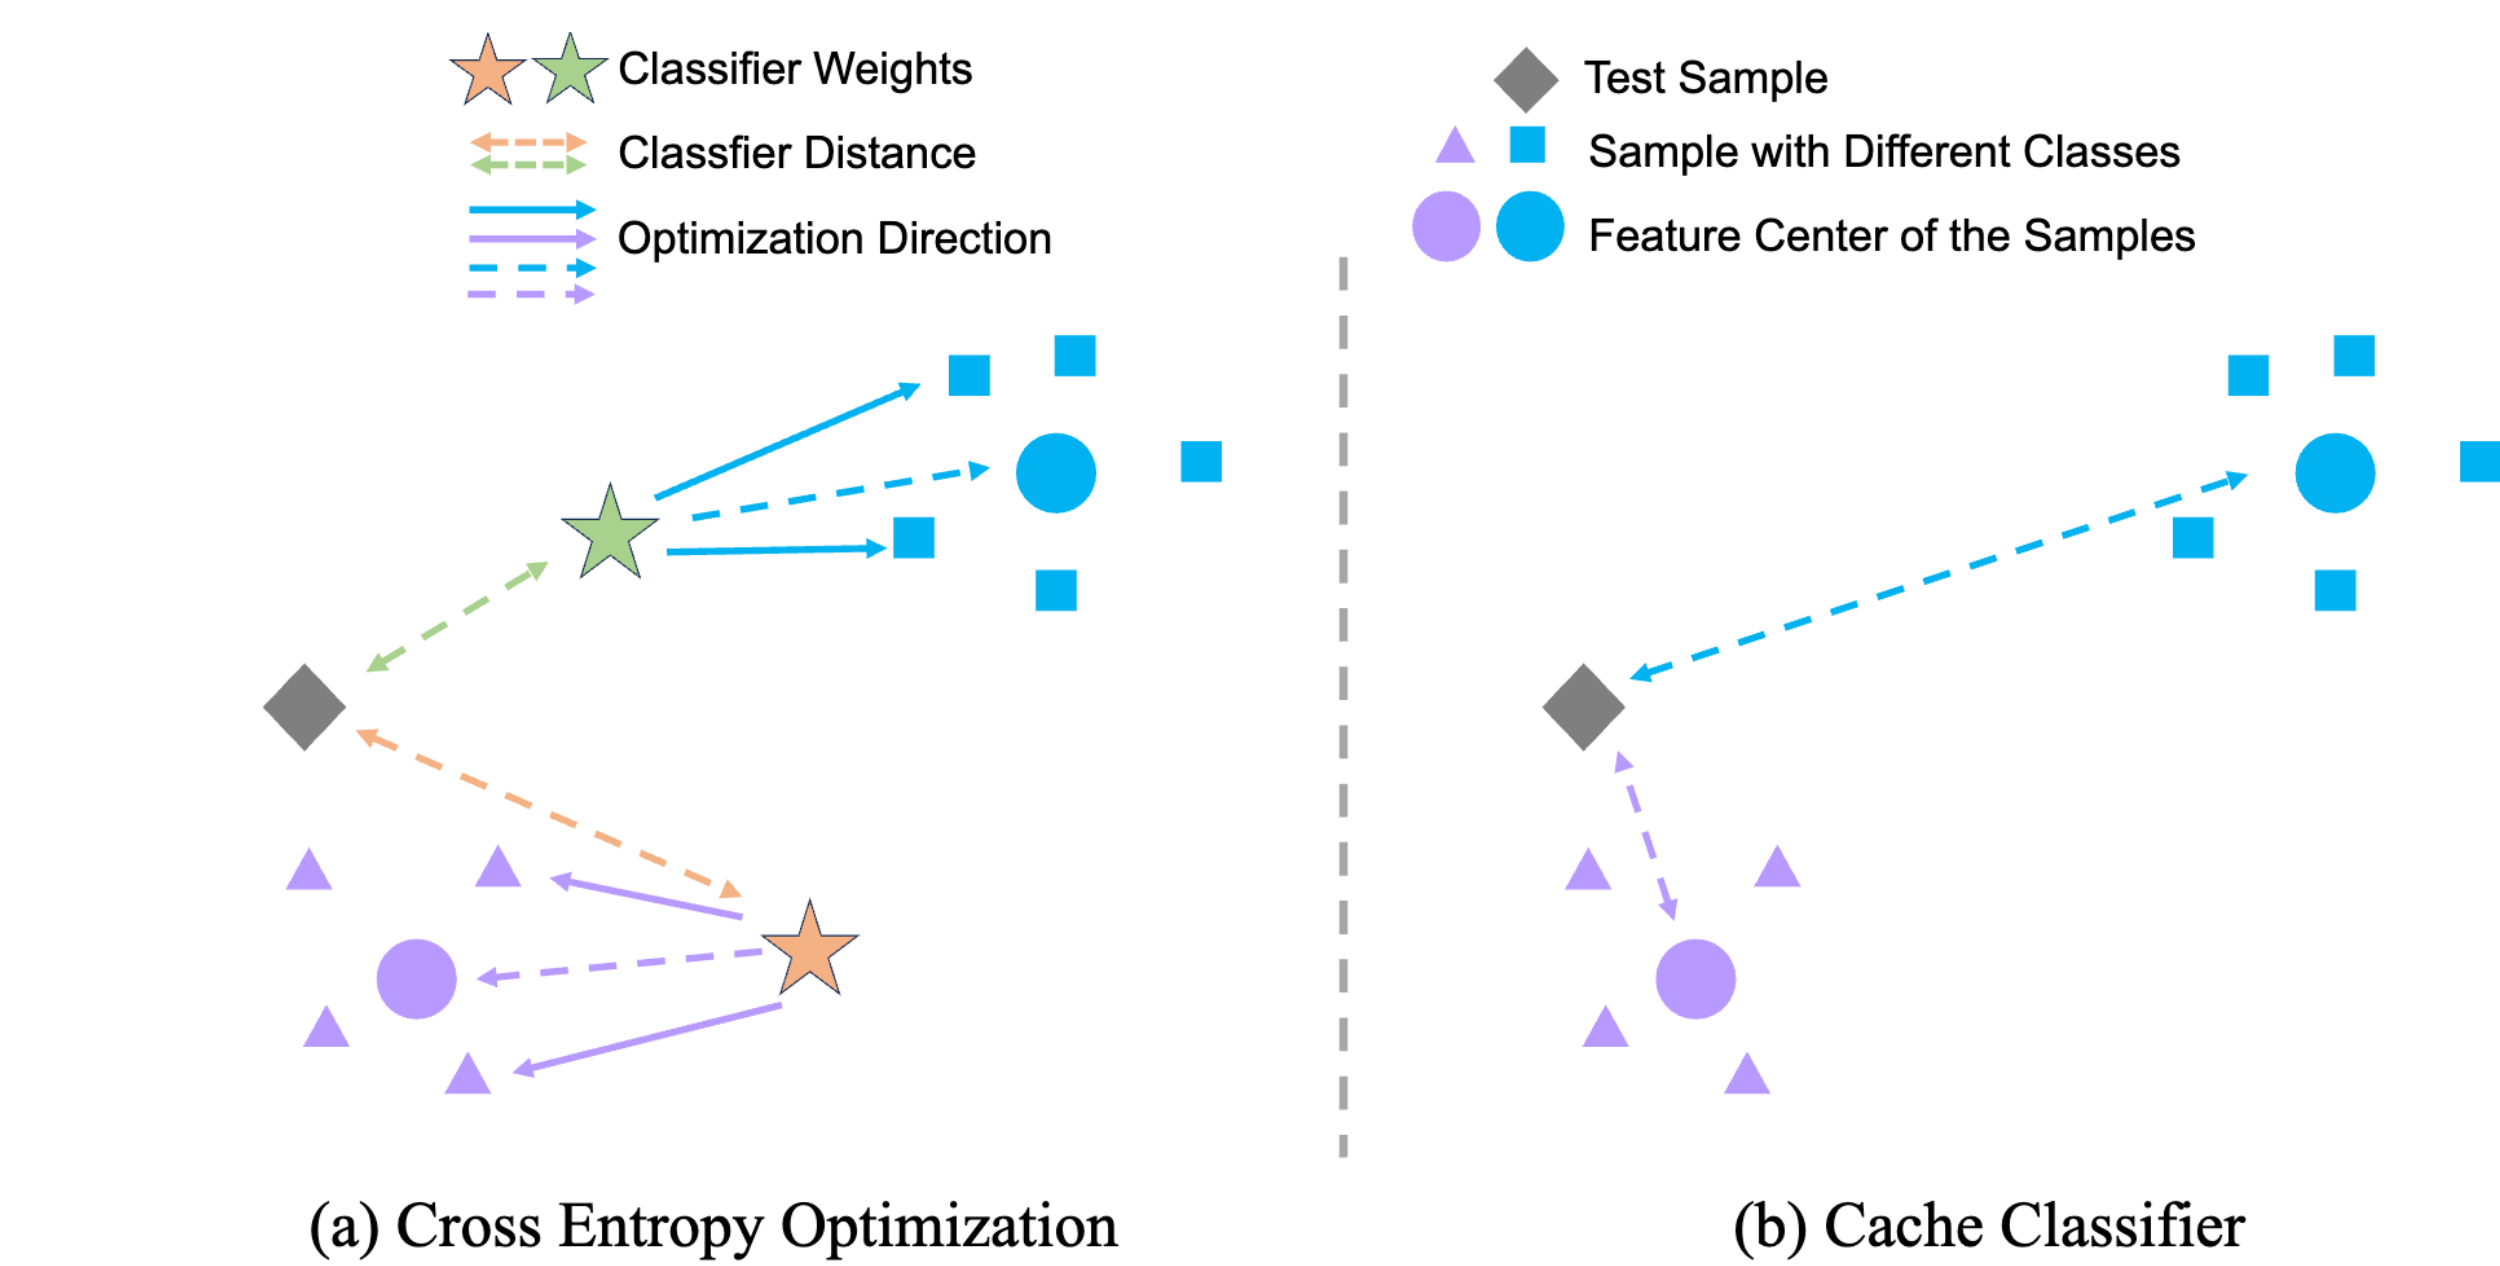 Classifier Weights
Classfier Distance
Optimization Direction
Test Sample
Sample with Different Classes
Feature Center of the Samples
(a) Cross Entropy Optimization
(b) Cache Classifier